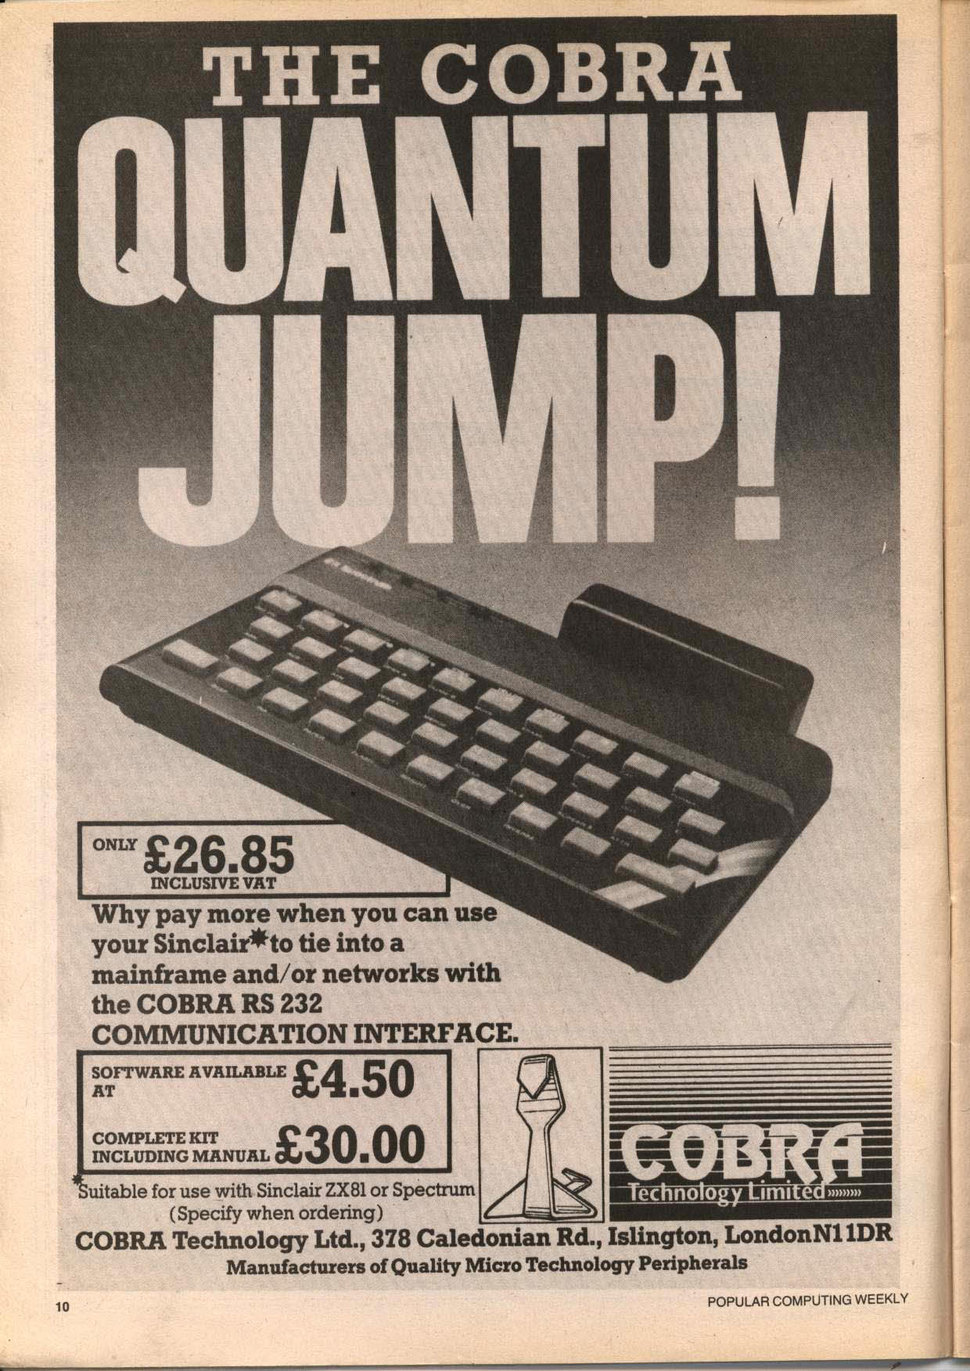 THE COBRA
QUANTUM
JUMP!
ONLY £26.85
INCLUSIVE VAT
Why pay more when you can use
your Sinclair* to tie into a
mainframe and/or networks with
the COBRA RS 232
COMMUNICATION INTERFACE.
SOFTWARE AVAILABLE
AT £4.50
COMPLETE KIT
INCLUDING MANUAL £30.00
*Suitable for use with Sinclair ZX81 or Spectrum
(Specify when ordering)
COBRA
Technology Limited»»»»»
COBRA Technology Ltd., 378 Caledonian Rd., Islington, London N1 1DR
Manufacturers of Quality Micro Technology Peripherals
10
POPULAR COMPUTING WEEKLY